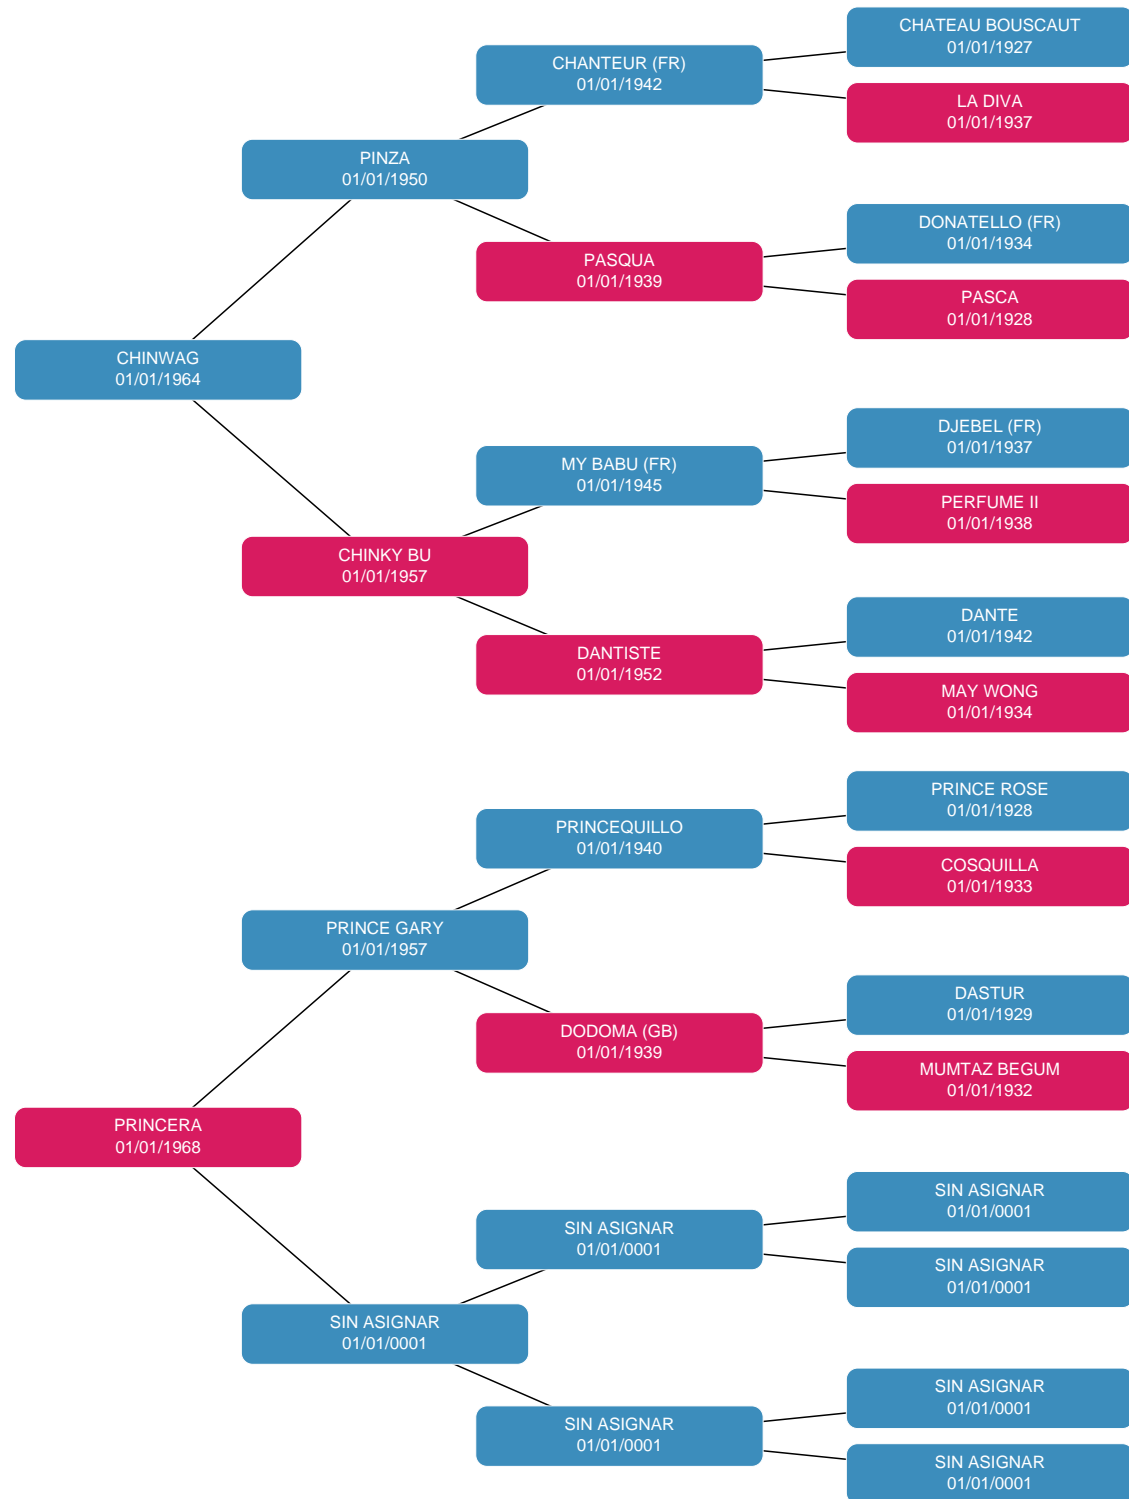 CHATEAU BOUSCAUT
01/01/1927
CHANTEUR (FR)
01/01/1942
LA DIVA
01/01/1937
PINZA
01/01/1950
DONATELLO (FR)
01/01/1934
PASQUA
01/01/1939
PASCA
01/01/1928
CHINWAG
01/01/1964
DJEBEL (FR)
01/01/1937
MY BABU (FR)
01/01/1945
PERFUME II
01/01/1938
CHINKY BU
01/01/1957
DANTE
01/01/1942
DANTISTE
01/01/1952
MAY WONG
01/01/1934
PRINCE ROSE
01/01/1928
PRINCEQUILLO
01/01/1940
COSQUILLA
01/01/1933
PRINCE GARY
01/01/1957
DASTUR
01/01/1929
DODOMA (GB)
01/01/1939
MUMTAZ BEGUM
01/01/1932
PRINCERA
01/01/1968
SIN ASIGNAR
01/01/0001
SIN ASIGNAR
01/01/0001
SIN ASIGNAR
01/01/0001
SIN ASIGNAR
01/01/0001
SIN ASIGNAR
01/01/0001
SIN ASIGNAR
01/01/0001
SIN ASIGNAR
01/01/0001